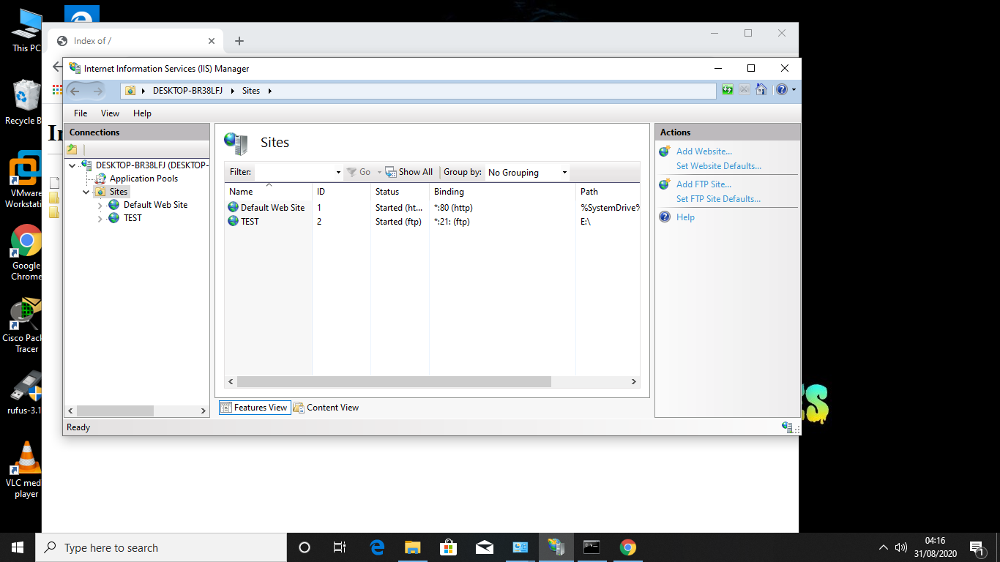 This PC
Recycle B
VMware
Workstati
Google
Chrome
Cisco Pack
Tracer
rufus-3.1
VLC med
player
Index of /
In
Internet Information Services (IIS) Manager
DESKTOP-BR38LFJ
Sites
File
View
Help
Connections
DESKTOP-BR38LFJ (DESKTOP-
Application Pools
Sites
Default Web Site
TEST
Sites
Filter:
Go
Show All
Group by:
No Grouping
Name ID Status Binding Path
Default Web Site 1 Started (ht... *:80 (http) %SystemDrive%
TEST 2 Started (ftp) *:21: (ftp) E:\
Features View
Content View
Actions
Add Website...
Set Website Defaults...
Add FTP Site...
Set FTP Site Defaults...
Help
Ready
Type here to search
04:16
31/08/2020
1